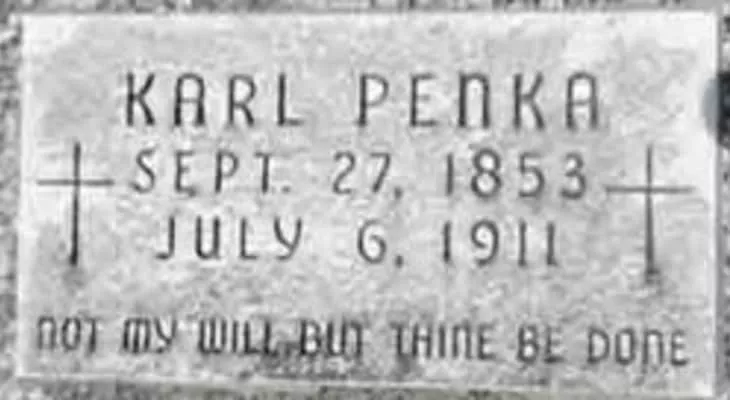 KARL PENKA
SEPT. 27, 1853
JULY 6, 1911
NOT MY WILL, BUT THINE BE DONE